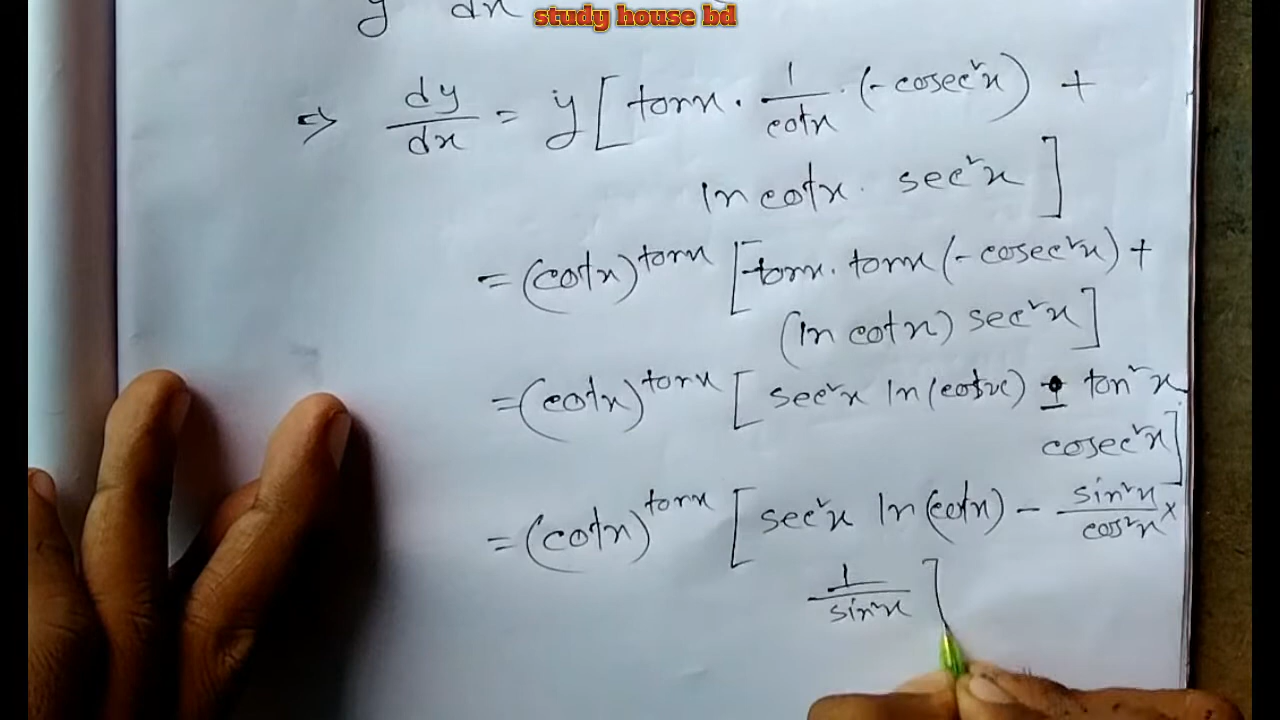 y dx
study house bd
⇒ dy/dx = y [ tanx · 1/cotx · (- cosec²x) +
ln cotx · sec²x ]
= (cotx)^tanx [ tanx · tanx (- cosec²x) +
(ln cotx) sec²x ]
= (cotx)^tanx [ sec²x ln(cotx) - tan²x
cosec²x ]
= (cotx)^tanx [ sec²x ln(cotx) - sin²x/cos²x ×
1/sin²x ]